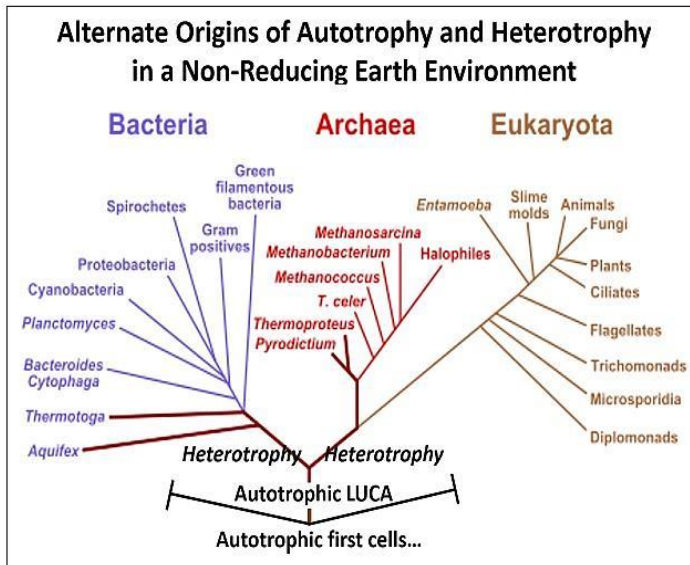 Alternate Origins of Autotrophy and Heterotrophy
in a Non-Reducing Earth Environment
Bacteria
Archaea
Eukaryota
Green
filamentous
bacteria
Spirochetes
Gram
positives
Proteobacteria
Cyanobacteria
Planctomyces
Bacteroides
Cytophaga
Thermotoga
Aquifex
Methanosarcina
Methanobacterium
Halophiles
Methanococcus
T. celer
Thermoproteus
Pyrodictium
Entamoeba
Slime
molds
Animals
Fungi
Plants
Ciliates
Flagellates
Trichomonads
Microsporidia
Diplomonads
Heterotrophy
Heterotrophy
Autotrophic LUCA
Autotrophic first cells...